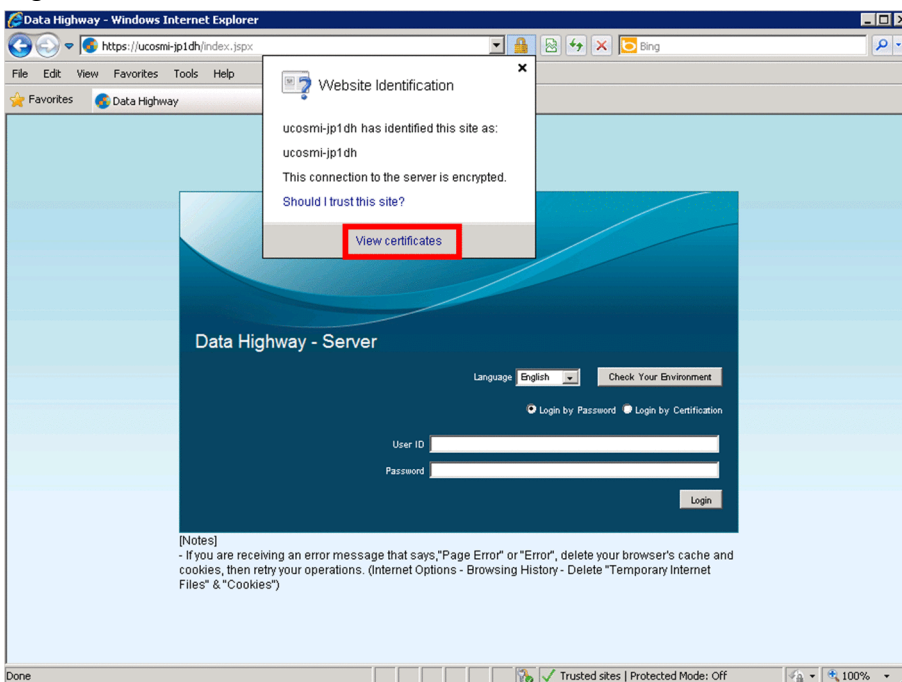 Data Highway - Windows Internet Explorer
https://ucosmi-jp1dh/index.jspx
Bing
File Edit View Favorites Tools Help
Favorites
Data Highway
Website Identification
ucosmi-jp1dh has identified this site as:
ucosmi-jp1dh
This connection to the server is encrypted.
Should I trust this site?
View certificates
Data Highway - Server
Language English Check Your Environment
Login by Password Login by Certification
User ID
Password
Login
[Notes]
- If you are receiving an error message that says,"Page Error" or "Error", delete your browser's cache and
cookies, then retry your operations. (Internet Options - Browsing History - Delete "Temporary Internet
Files" & "Cookies")
Done
Trusted sites | Protected Mode: Off
100%